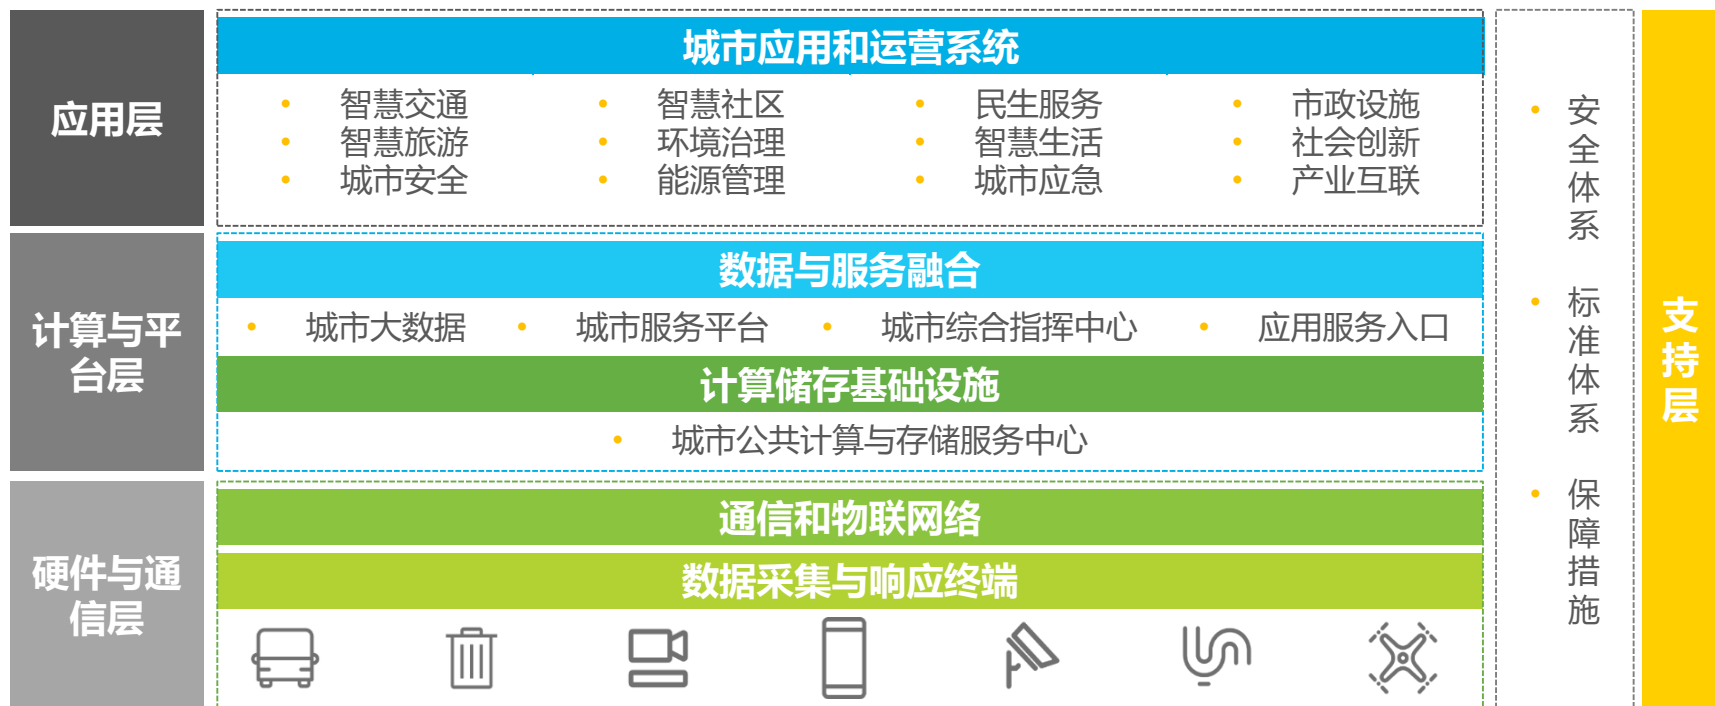 应用层
城市应用和运营系统
• 智慧交通 • 智慧社区 • 民生服务 • 市政设施
• 智慧旅游 • 环境治理 • 智慧生活 • 社会创新
• 城市安全 • 能源管理 • 城市应急 • 产业互联
计算与平
台层
数据与服务融合
• 城市大数据 • 城市服务平台 • 城市综合指挥中心 • 应用服务入口
计算储存基础设施
• 城市公共计算与存储服务中心
硬件与通
信层
通信和物联网络
数据采集与响应终端
• 安全体系
• 标准体系
• 保障措施
支持层